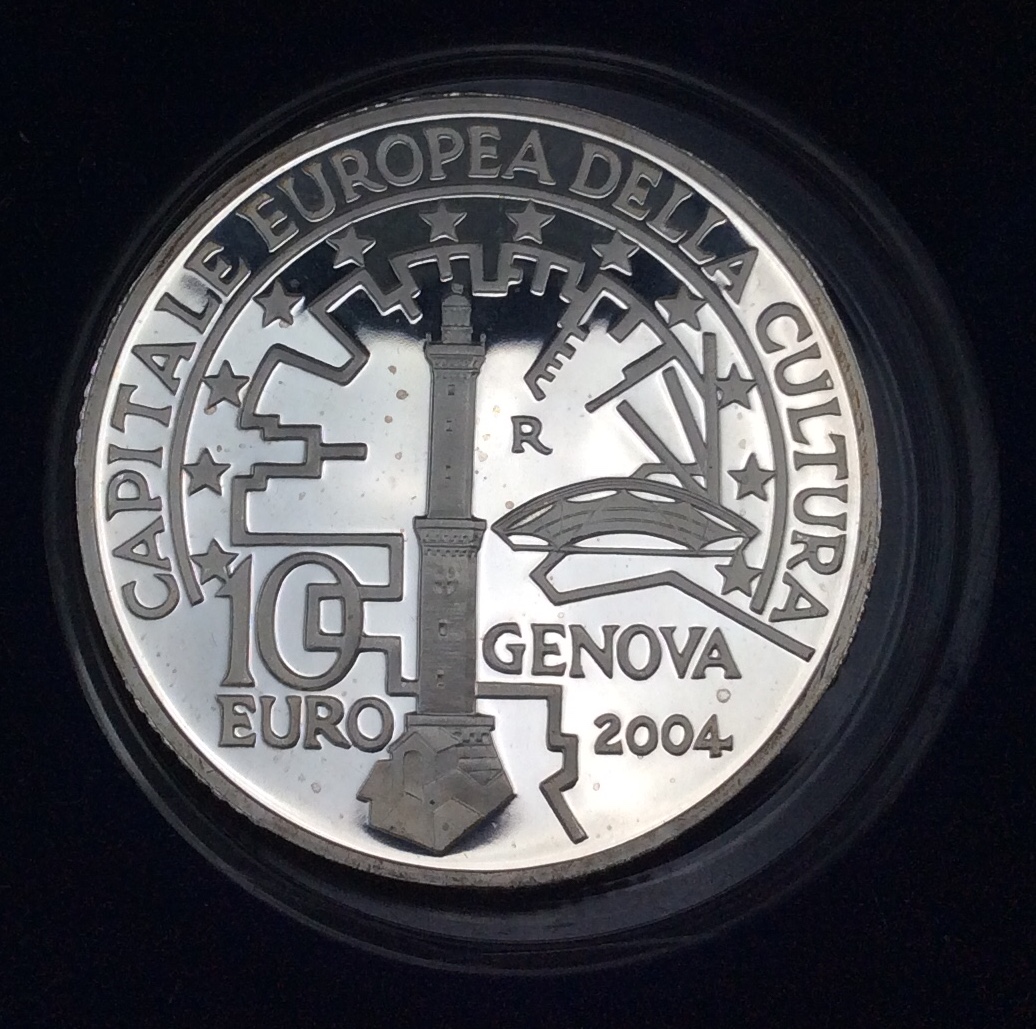 CAPITALE EUROPEA DELLA CULTURA
R
10
EURO
GENOVA
2004